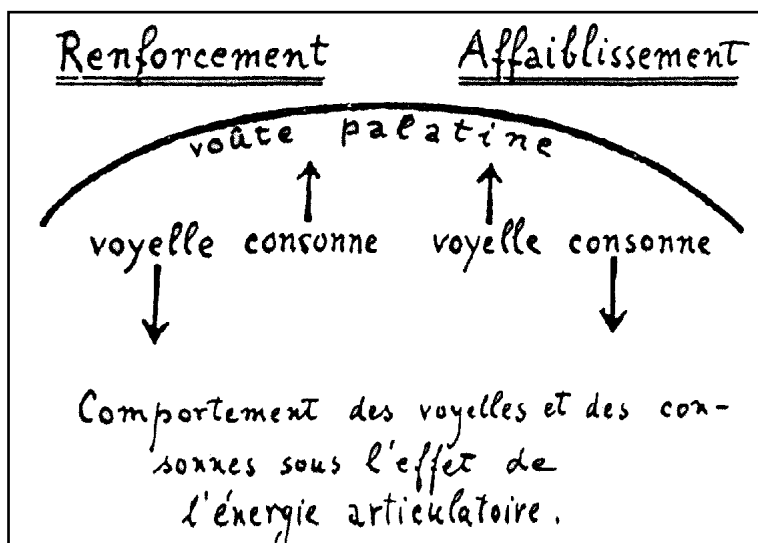 Renforcement Affaiblissement
voûte palatine
voyelle consonne voyelle consonne
Comportement des voyelles et des con-
sonnes sous l'effet de
l'énergie articulatoire.